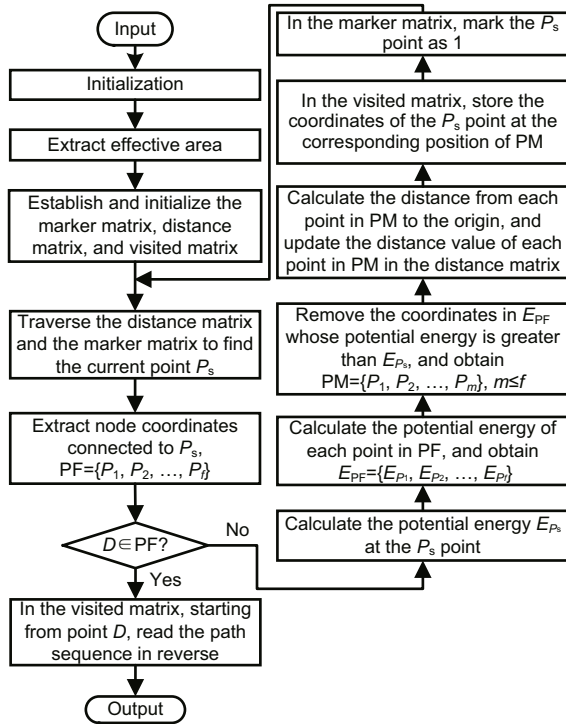 Input
Initialization
Extract effective area
Establish and initialize the
marker matrix, distance
matrix, and visited matrix
Traverse the distance matrix
and the marker matrix to find
the current point Ps
Extract node coordinates
connected to Ps,
PF={P1, P2, …, Pf}
D∈PF?
No
Yes
In the visited matrix, starting
from point D, read the path
sequence in reverse
Output
In the marker matrix, mark the Ps
point as 1
In the visited matrix, store the
coordinates of the Ps point at the
corresponding position of PM
Calculate the distance from each
point in PM to the origin, and
update the distance value of each
point in PM in the distance matrix
Remove the coordinates in EPF
whose potential energy is greater
than EPs, and obtain
PM={P1, P2, …, Pm}, m≤f
Calculate the potential energy of
each point in PF, and obtain
EPF={EP1, EP2, …, EPf}
Calculate the potential energy EPs
at the Ps point